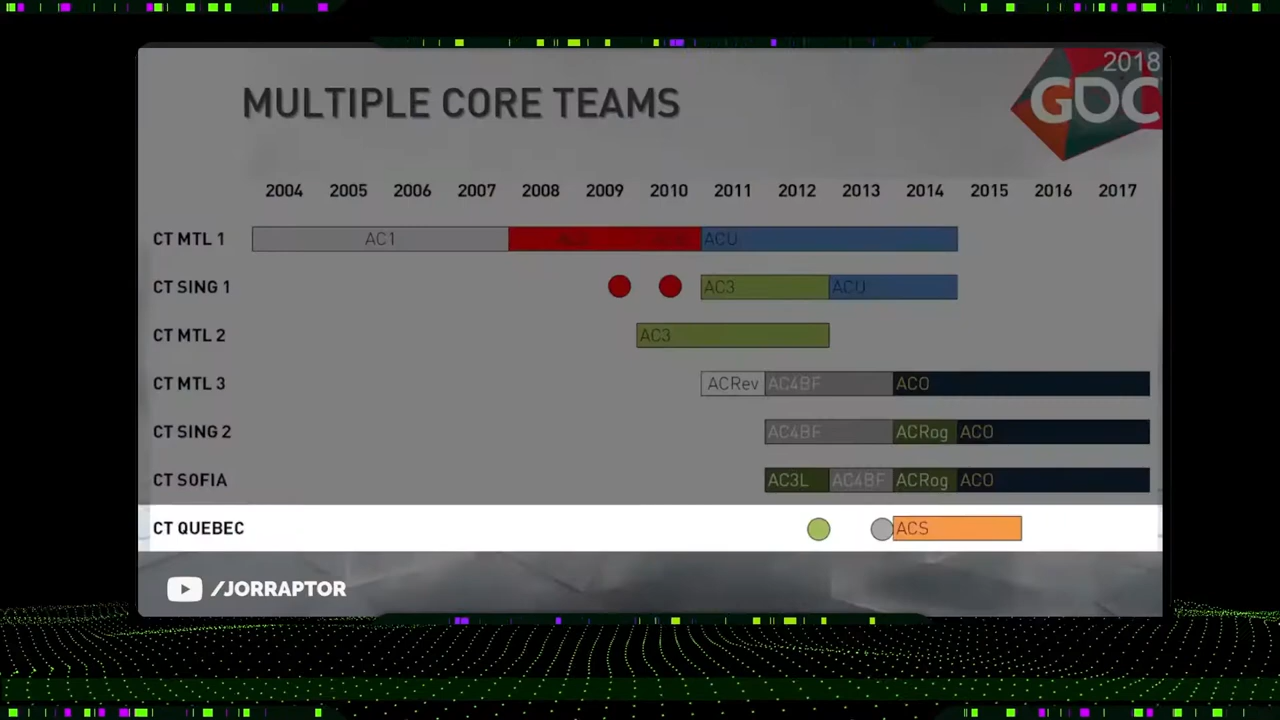 2018
GDC
MULTIPLE CORE TEAMS
2004 2005 2006 2007 2008 2009 2010 2011 2012 2013 2014 2015 2016 2017
CT MTL 1 AC1 ACU
CT SING 1 AC3 ACU
CT MTL 2 AC3
CT MTL 3 ACRev AC4BF ACO
CT SING 2 AC4BF ACRog ACO
CT SOFIA AC3L AC4BF ACRog ACO
CT QUEBEC ACS
/JORRAPTOR